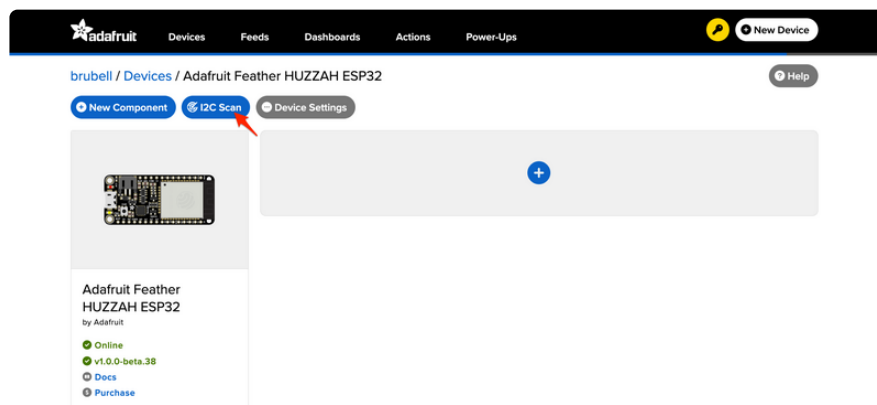 adafruit Devices Feeds Dashboards Actions Power-Ups New Device
brubell / Devices / Adafruit Feather HUZZAH ESP32 Help
New Component I2C Scan Device Settings
Adafruit Feather
HUZZAH ESP32
by Adafruit
Online
v1.0.0-beta.38
Docs
Purchase